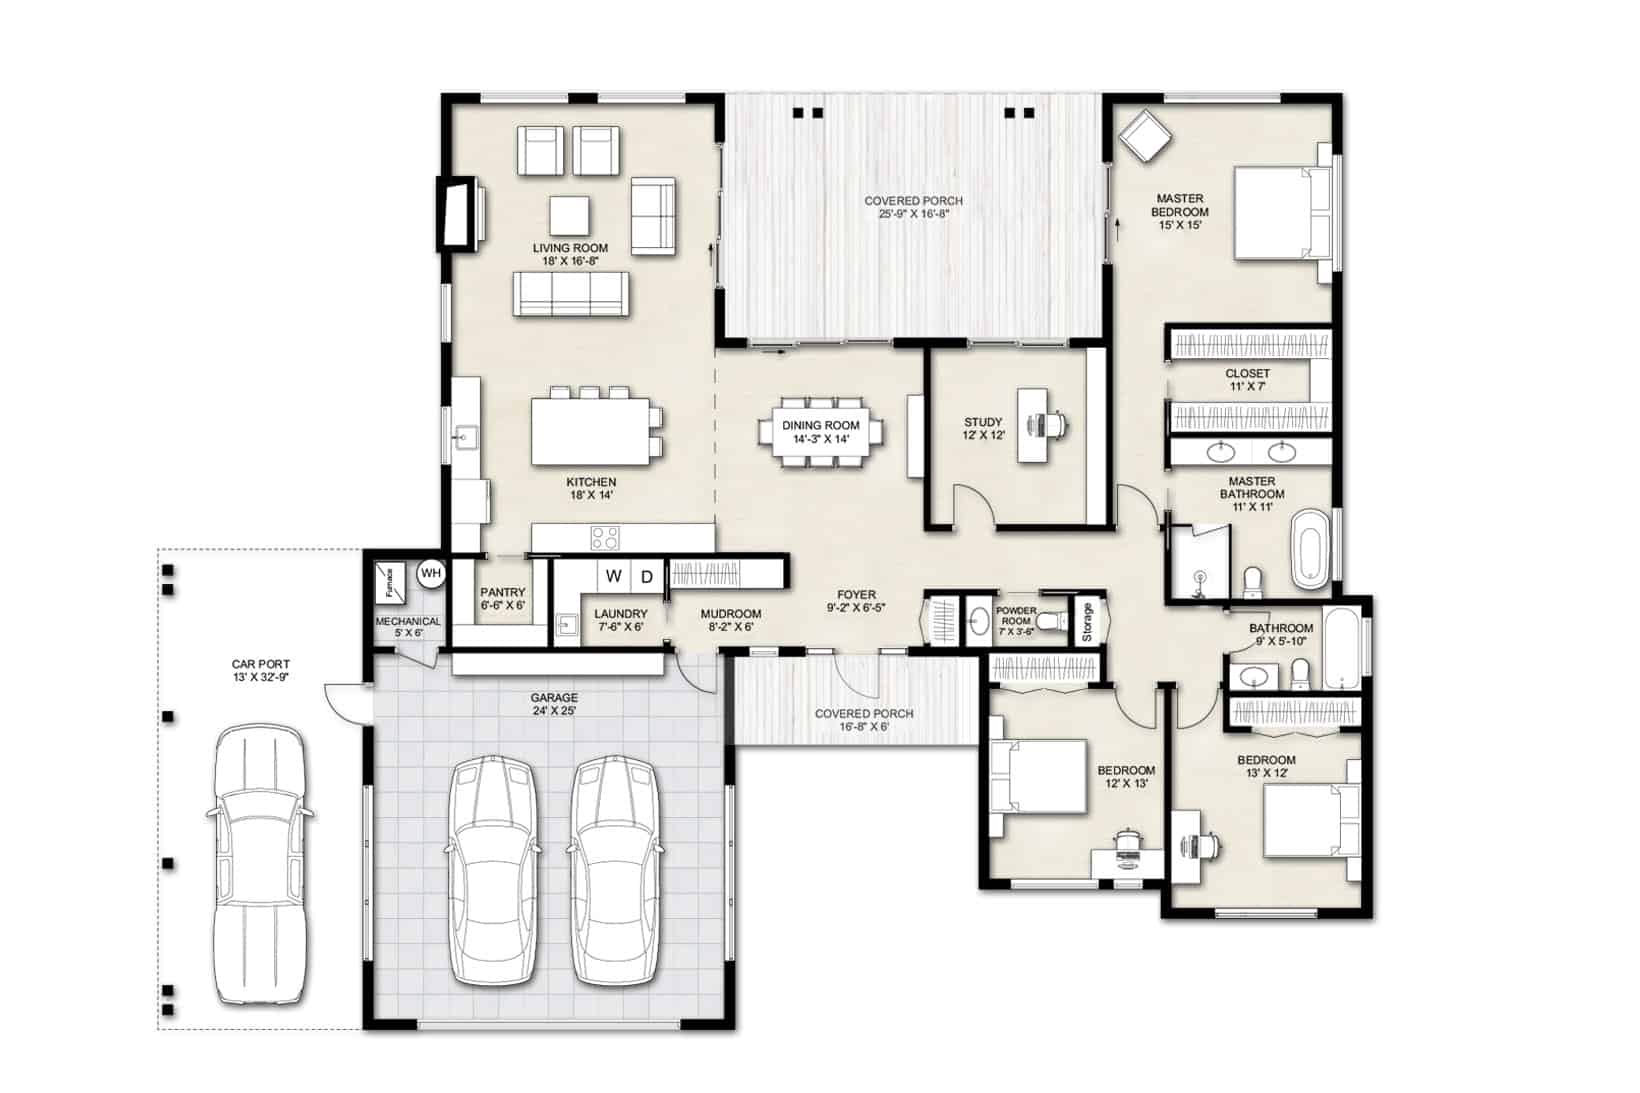 COVERED PORCH
25'-9" X 16'-8"
MASTER
BEDROOM
15' X 15'
LIVING ROOM
18' X 16'-8"
CLOSET
11' X 7'
DINING ROOM
14'-3" X 14'
STUDY
12' X 12'
KITCHEN
18' X 14'
MASTER
BATHROOM
11' X 11'
Furnace
WH
W
D
PANTRY
6'-6" X 6'
LAUNDRY
7'-6" X 6'
MUDROOM
8'-2" X 6'
FOYER
9'-2" X 6'-5"
POWDER
ROOM
7' X 3'-6"
Storage
MECHANICAL
5' X 6'
BATHROOM
9' X 5'-10"
CAR PORT
13' X 32'-9"
GARAGE
24' X 25'
COVERED PORCH
16'-8" X 6'
BEDROOM
12' X 13'
BEDROOM
13' X 12'